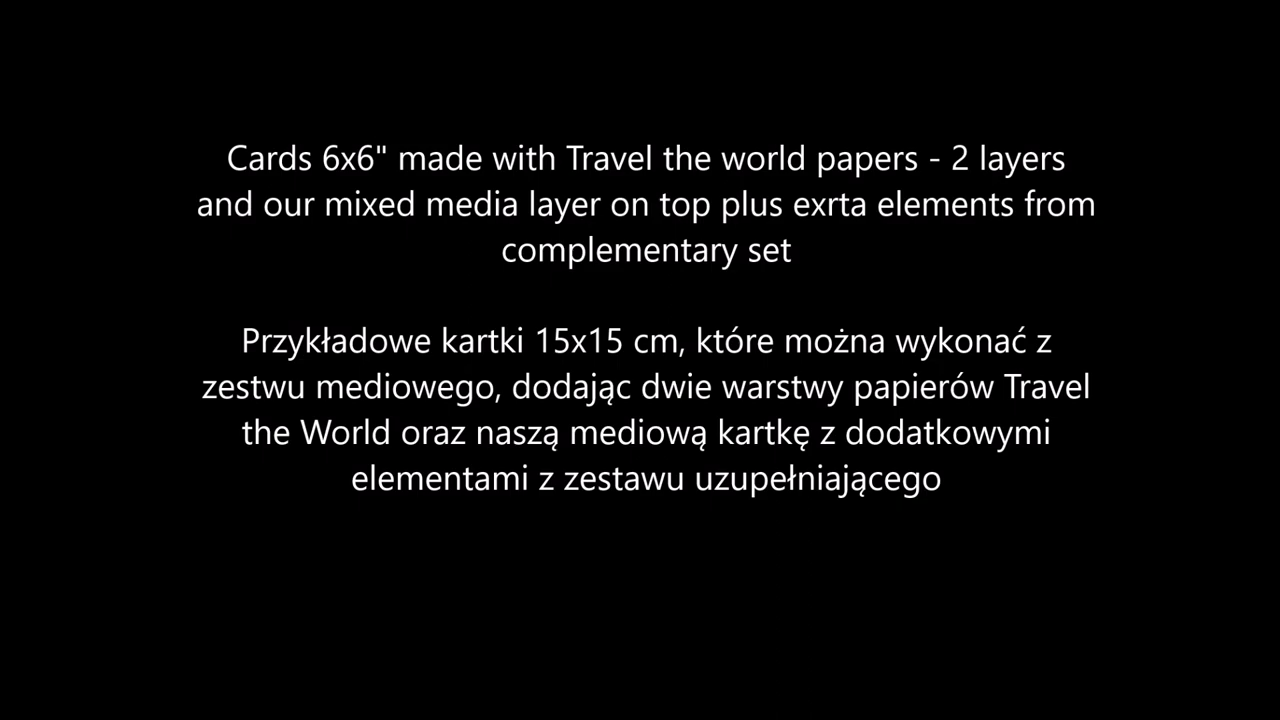 Cards 6x6" made with Travel the world papers - 2 layers
and our mixed media layer on top plus exrta elements from
complementary set
Przykładowe kartki 15x15 cm, które można wykonać z
zestwu mediowego, dodając dwie warstwy papierów Travel
the World oraz naszą mediową kartkę z dodatkowymi
elementami z zestawu uzupełniającego